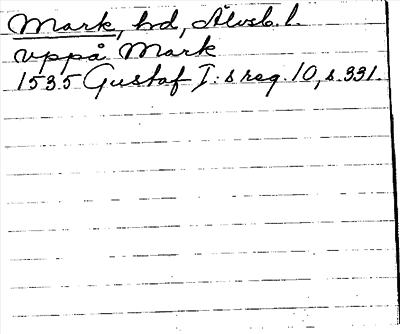 Mark, hd, Älvsb. l.
uppå Mark
1535 Gustaf I:s reg. 10, s. 331.